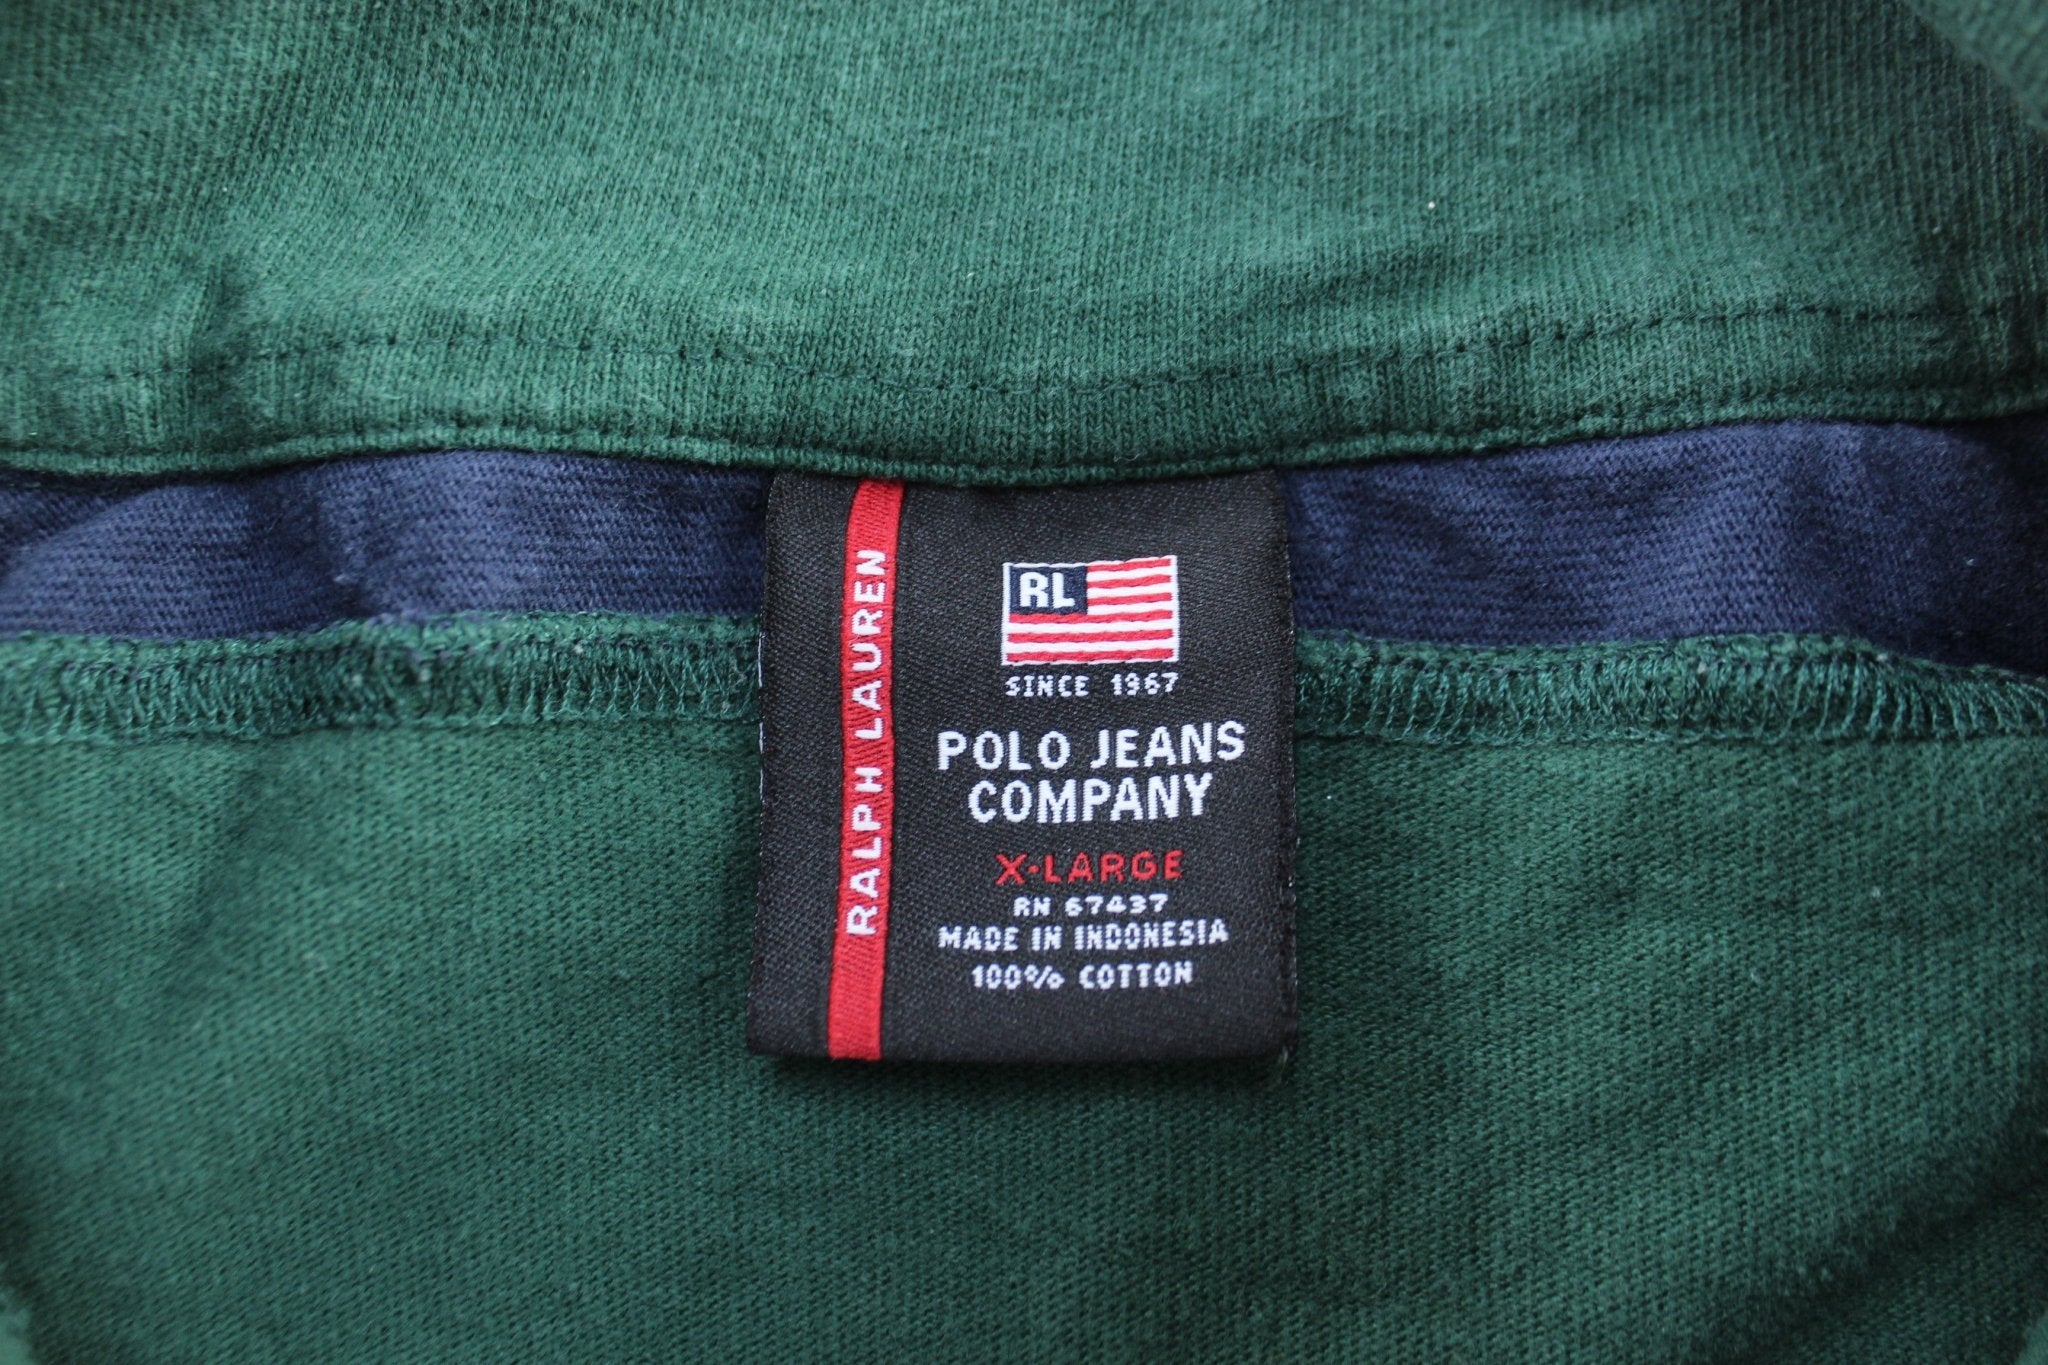 RALPH LAUREN
RL
SINCE 1967
POLO JEANS
COMPANY
X-LARGE
RN 67437
MADE IN INDONESIA
100% COTTON